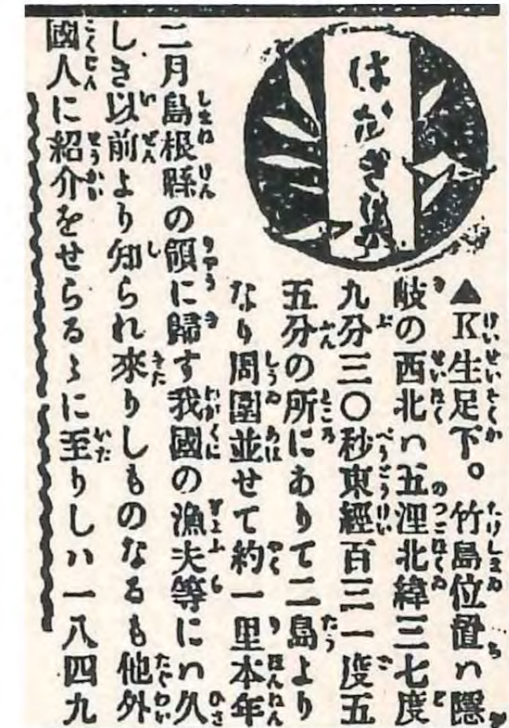 はがき集
▲K生足下。竹島位置ハ隱
岐の西北八五浬北緯三七度
九分三〇秒東經百三一度五
五分の所にありて二島より
なり周圍並せて約一里本年
二月島根縣の領に歸す我國の漁夫等にハ久
しき以前より知られ來りしものなるも他外
國人に紹介をせらるゝに至りしハ一八四九